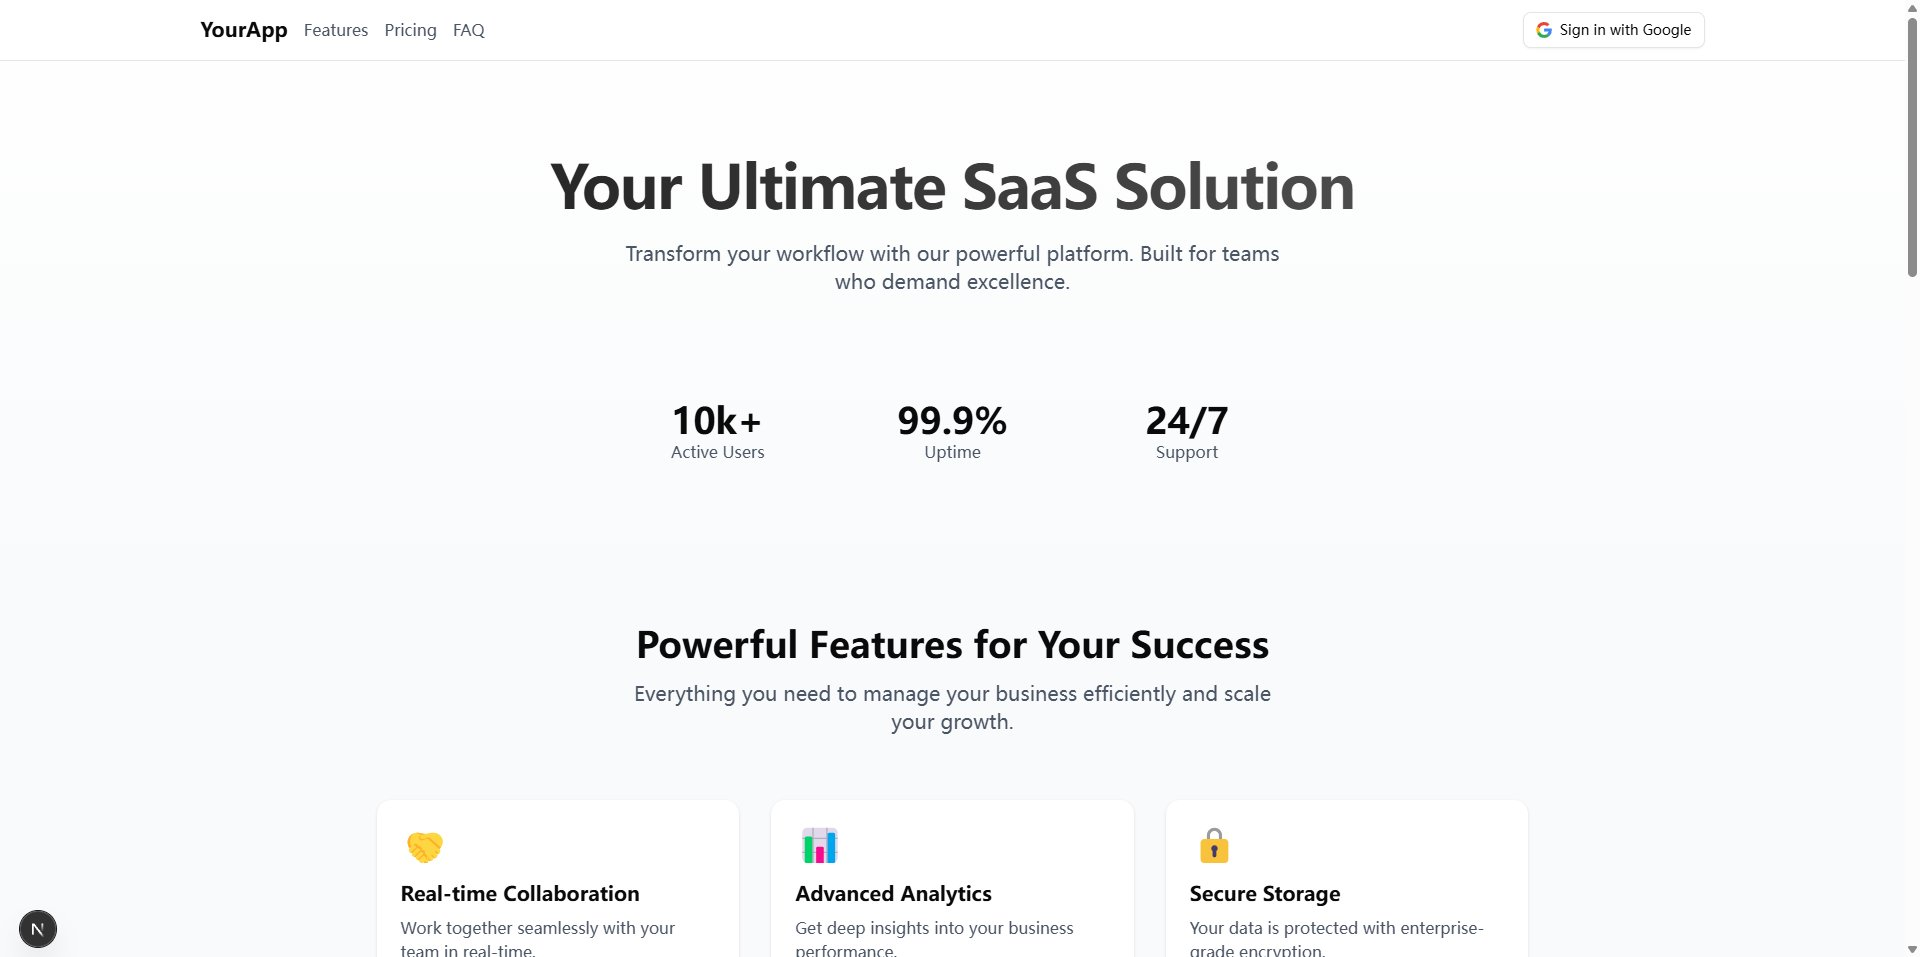 YourApp Features Pricing FAQ Sign in with Google
Your Ultimate SaaS Solution
Transform your workflow with our powerful platform. Built for teams
who demand excellence.
10k+ 99.9% 24/7
Active Users Uptime Support
Powerful Features for Your Success
Everything you need to manage your business efficiently and scale
your growth.
Real-time Collaboration Advanced Analytics Secure Storage
Work together seamlessly with your Get deep insights into your business Your data is protected with enterprise-
team in real-time. performance. grade encryption.
N